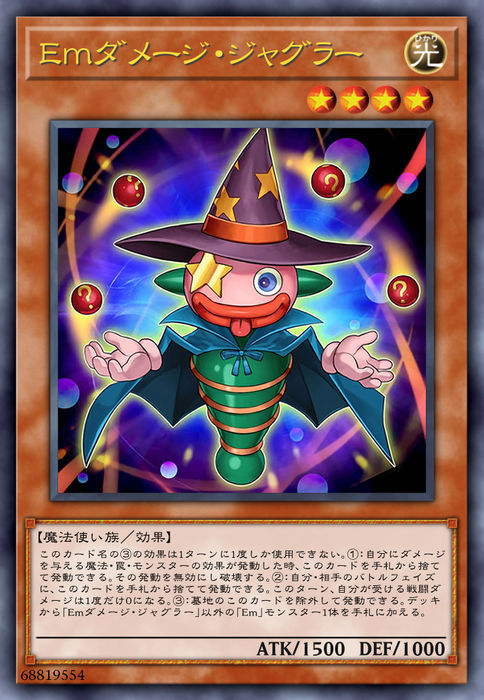 Emダメージ・ジャグラー
ひかり
光
【魔法使い族／効果】
このカード名の③の効果は1ターンに1度しか使用できない。①：自分にダメージ
を与える魔法・罠・モンスターの効果が発動した時、このカードを手札から捨て
て発動できる。その発動を無効にし破壊する。②：自分・相手のバトルフェイズ
に、このカードを手札から捨てて発動できる。このターン、自分が受ける戦闘ダ
メージは1度だけ0になる。③：墓地のこのカードを除外して発動できる。デッキ
から「Emダメージ・ジャグラー」以外の「Em」モンスター1体を手札に加える。
ATK/1500 DEF/1000
68819554
?
?
?
?